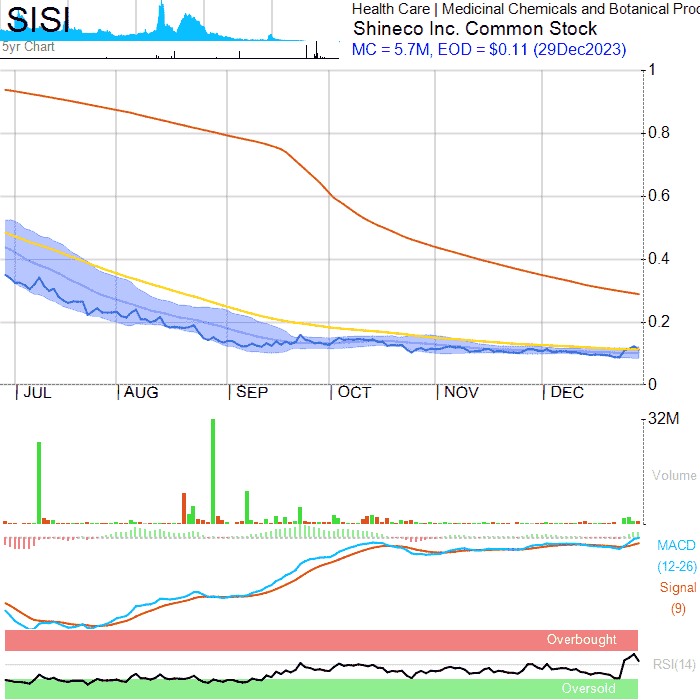 SISI
5yr Chart
Health Care | Medicinal Chemicals and Botanical Proc
Shineco Inc. Common Stock
MC = 5.7M, EOD = $0.11 (29Dec2023)
1
0.8
0.6
0.4
0.2
0
JUL AUG SEP OCT NOV DEC
32M
Volume
MACD
(12-26)
Signal
(9)
Overbought
RSI(14)
Oversold